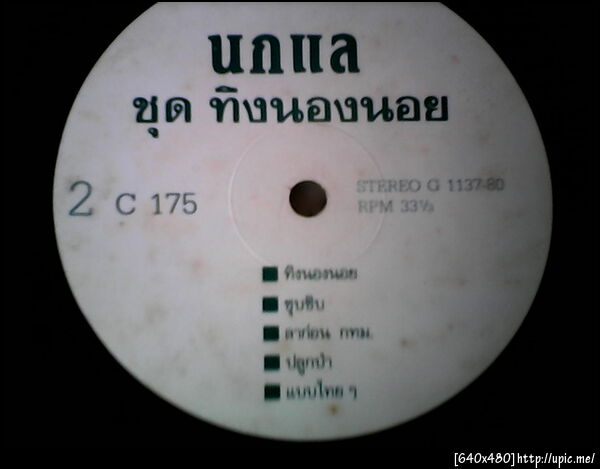 นกแล
ชุด ทิงนองนอย
2 C 175
STEREO G 1137-80
RPM 33⅓
ทิงนองนอย
ซุบซิบ
ลาก่อน กทม.
ปลูกป่า
แบบไทย ๆ
[640x480]http://upic.me/